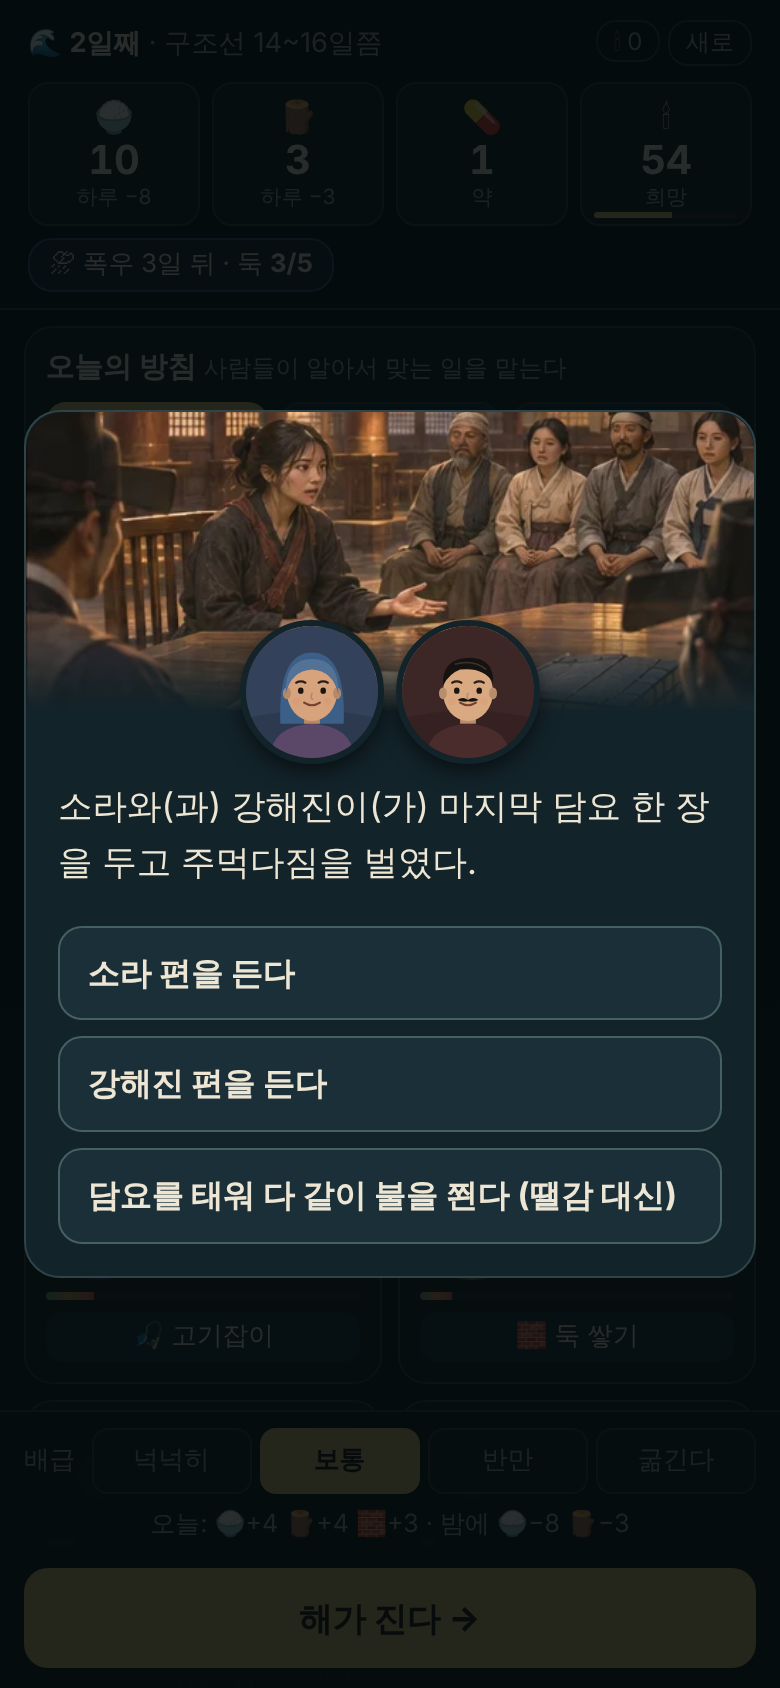 🌊 2일째 · 구조선 14~16일쯤
🕯 0
새로
🍚
10
하루 −8
🪵
3
하루 −3
💊
1
약
🕯
54
희망
⛈ 폭우 3일 뒤 · 둑 3/5
오늘의 방침 사람들이 알아서 맞는 일을 맡는다
소라와(과) 강해진이(가) 마지막 담요 한 장
을 두고 주먹다짐을 벌였다.
소라 편을 든다
강해진 편을 든다
담요를 태워 다 같이 불을 쬔다 (땔감 대신)
🎣 고기잡이
🧱 둑 쌓기
배급
넉넉히
보통
반만
굶긴다
오늘: 🍚+4 🪵+4 🧱+3 · 밤에 🍚−8 🪵−3
해가 진다 →